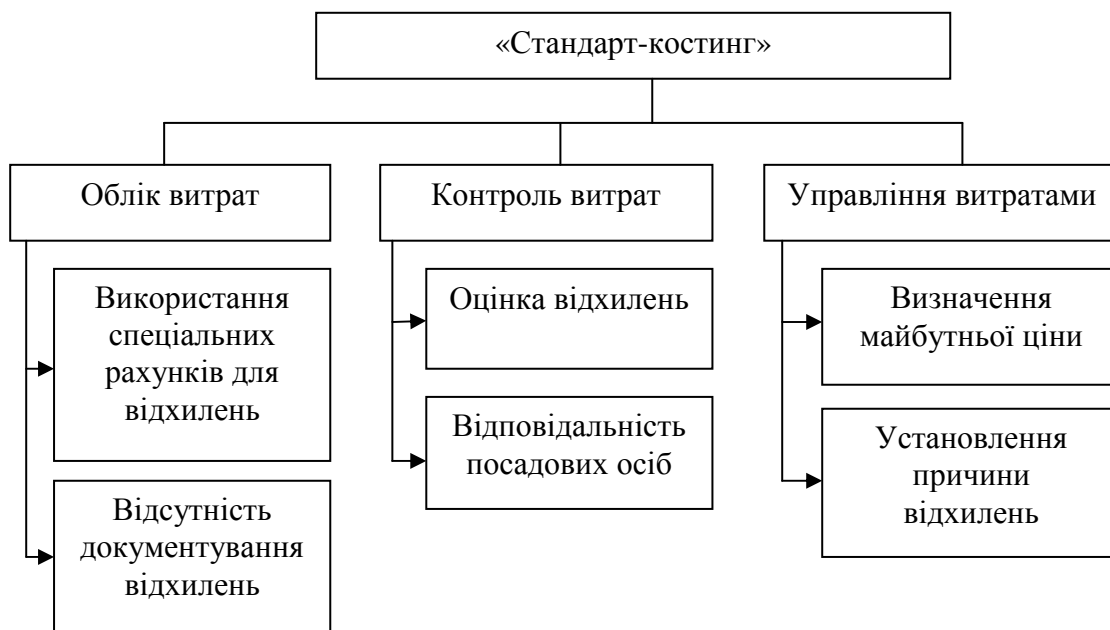 «Стандарт-костинг»
Облік витрат
Використання
спеціальних
рахунків для
відхилень
Відсутність
документування
відхилень
Контроль витрат
Оцінка відхилень
Відповідальність
посадових осіб
Управління витратами
Визначення
майбутньої ціни
Установлення
причини
відхилень